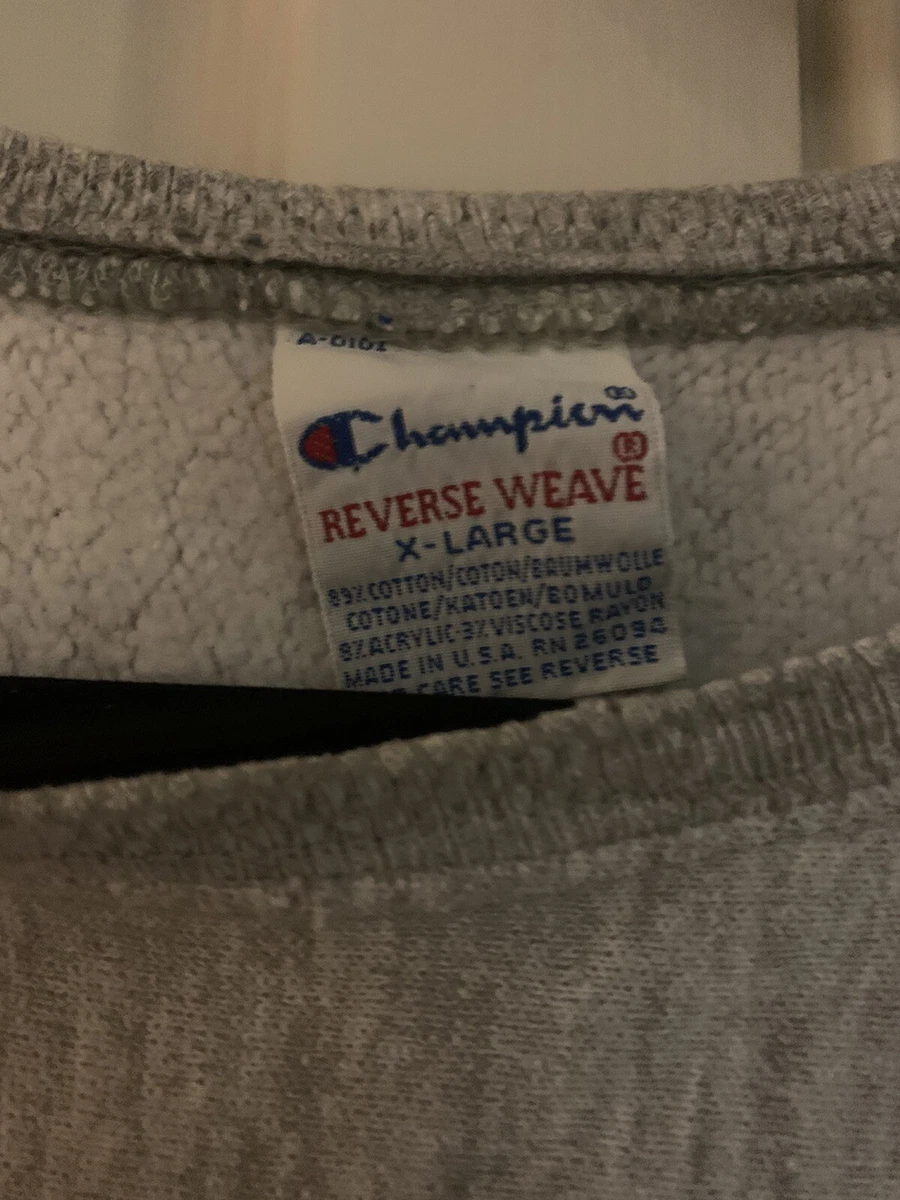 A-0101
Champion®
®
REVERSE WEAVE
X-LARGE
89% COTTON/COTON/BAUMWOLLE
COTONE/KATOEN/BOMULD
8% ACRYLIC-3% VISCOSE RAYON
MADE IN U.S.A. RN 26094
CARE SEE REVERSE